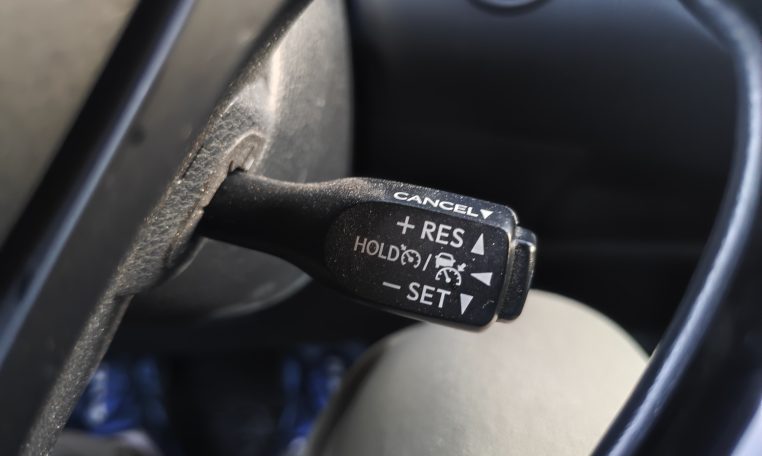 CANCEL▼
+ RES ▲
HOLD / ◀
− SET ▼